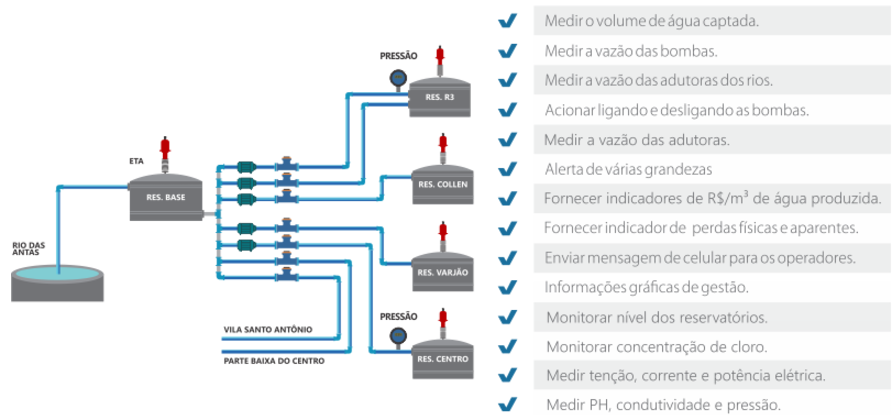 PRESSÃO
RES. R3
ETA
RES. BASE
RES. COLLEN
RIO DAS
ANTAS
RES. VARJÃO
VILA SANTO ANTÔNIO
PRESSÃO
PARTE BAIXA DO CENTRO
RES. CENTRO
Medir o volume de água captada.
Medir a vazão das bombas.
Medir a vazão das adutoras dos rios.
Acionar ligando e desligando as bombas.
Medir a vazão das adutoras.
Alerta de várias grandezas
Fornecer indicadores de R$/m³ de água produzida.
Fornecer indicador de perdas físicas e aparentes.
Enviar mensagem de celular para os operadores.
Informações gráficas de gestão.
Monitorar nível dos reservatórios.
Monitorar concentração de cloro.
Medir tenção, corrente e potência elétrica.
Medir PH, condutividade e pressão.